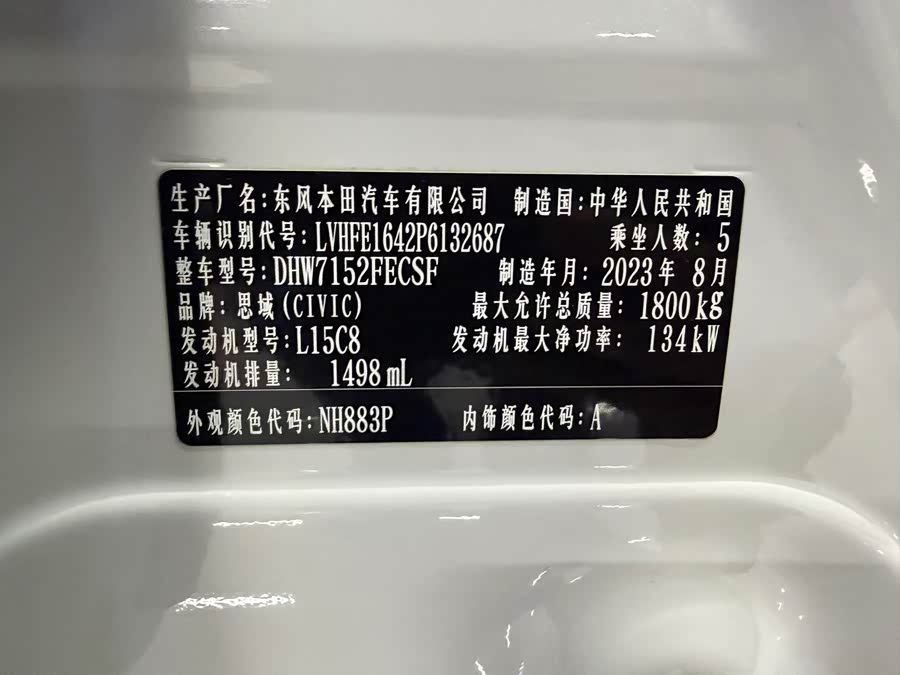 生产厂名:东风本田汽车有限公司 制造国:中华人民共和国
车辆识别代号:LVHFE1642P6132687 乘坐人数: 5
整车型号:DHW7152FECSF 制造年月: 2023年 8月
品牌: 思域(CIVIC) 最大允许总质量: 1800kg
发动机型号:L15C8 发动机最大净功率: 134kW
发动机排量: 1498mL
外观颜色代码:NH883P 内饰颜色代码:A